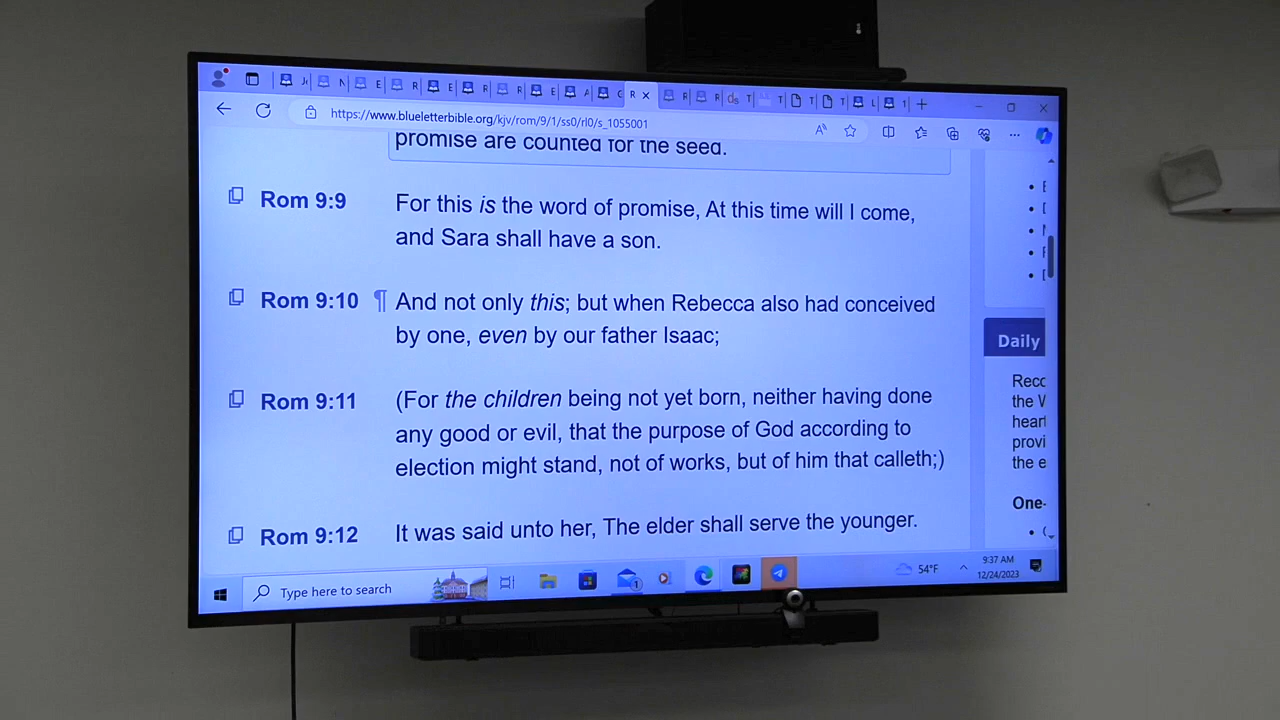 https://www.blueletterbible.org/kjv/rom/9/1/ss0/rl0/s_1055001
promise are counted for the seed.
Rom 9:9 For this is the word of promise, At this time will I come,
and Sara shall have a son.
Rom 9:10 ¶ And not only this; but when Rebecca also had conceived
by one, even by our father Isaac;
Rom 9:11 (For the children being not yet born, neither having done
any good or evil, that the purpose of God according to
election might stand, not of works, but of him that calleth;)
Rom 9:12 It was said unto her, The elder shall serve the younger.
Daily
the
the
One-
Type here to search
1
54°F
9:37 AM
12/24/2023